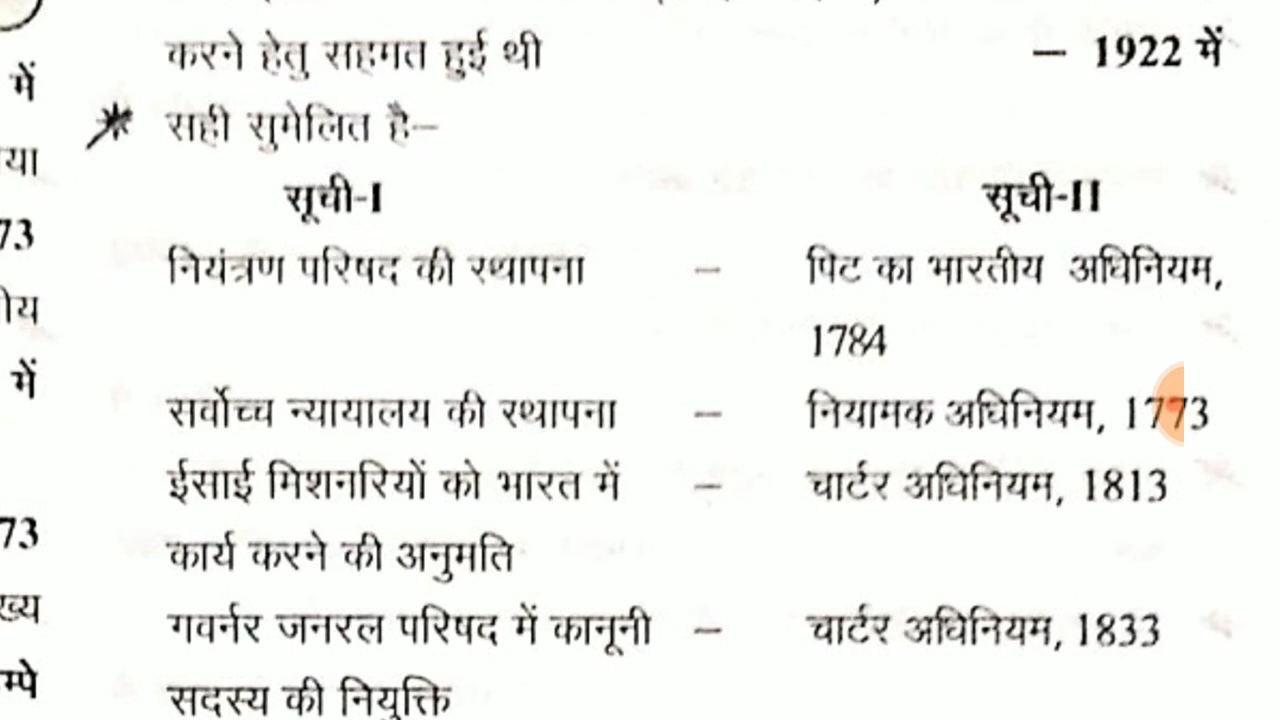 करने हेतु सहमत हुई थी – 1922 में
में
* सही सुमेलित है–
या
सूची-I सूची-II
73
नियंत्रण परिषद की स्थापना – पिट का भारतीय अधिनियम,
1784
में
सर्वोच्च न्यायालय की स्थापना – नियामक अधिनियम, 1773
ईसाई मिशनरियों को भारत में – चार्टर अधिनियम, 1813
73
कार्य करने की अनुमति
गवर्नर जनरल परिषद में कानूनी – चार्टर अधिनियम, 1833
सदस्य की नियुक्ति